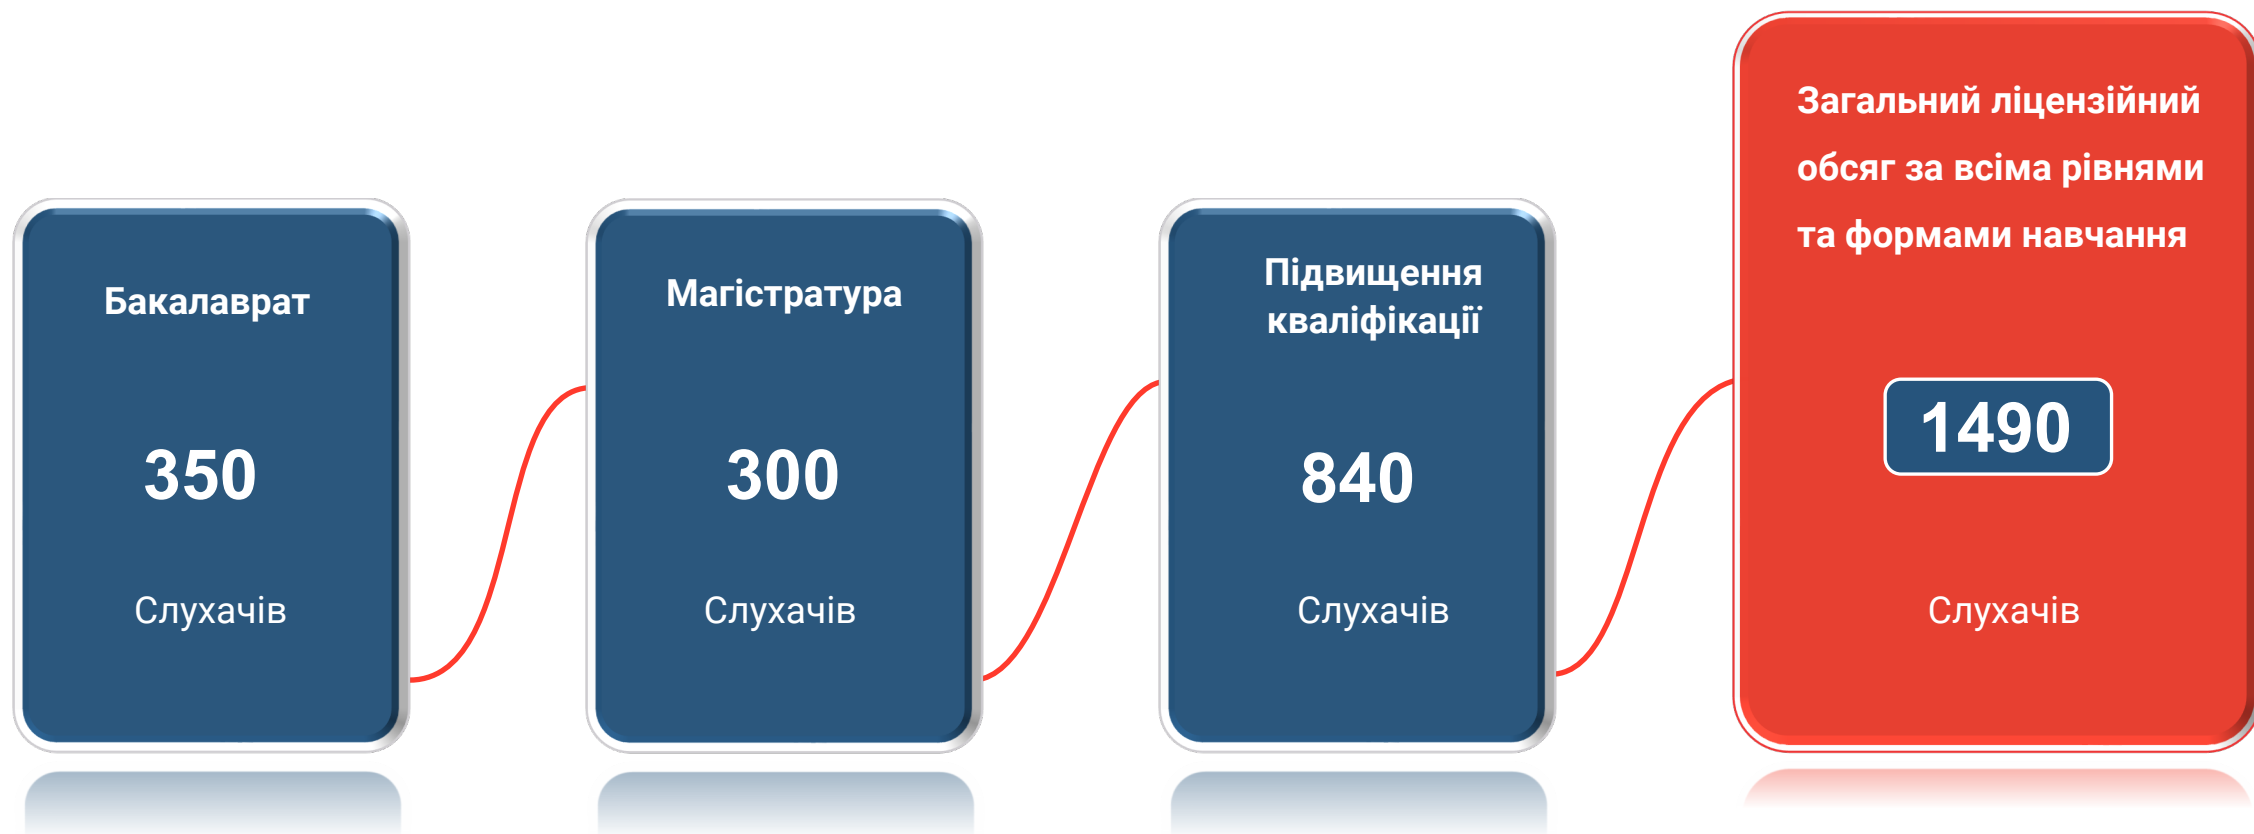 Бакалаврат
350
Слухачів
Магістратура
300
Слухачів
Підвищення
кваліфікації
840
Слухачів
Загальний ліцензійний
обсяг за всіма рівнями
та формами навчання
1490
Слухачів